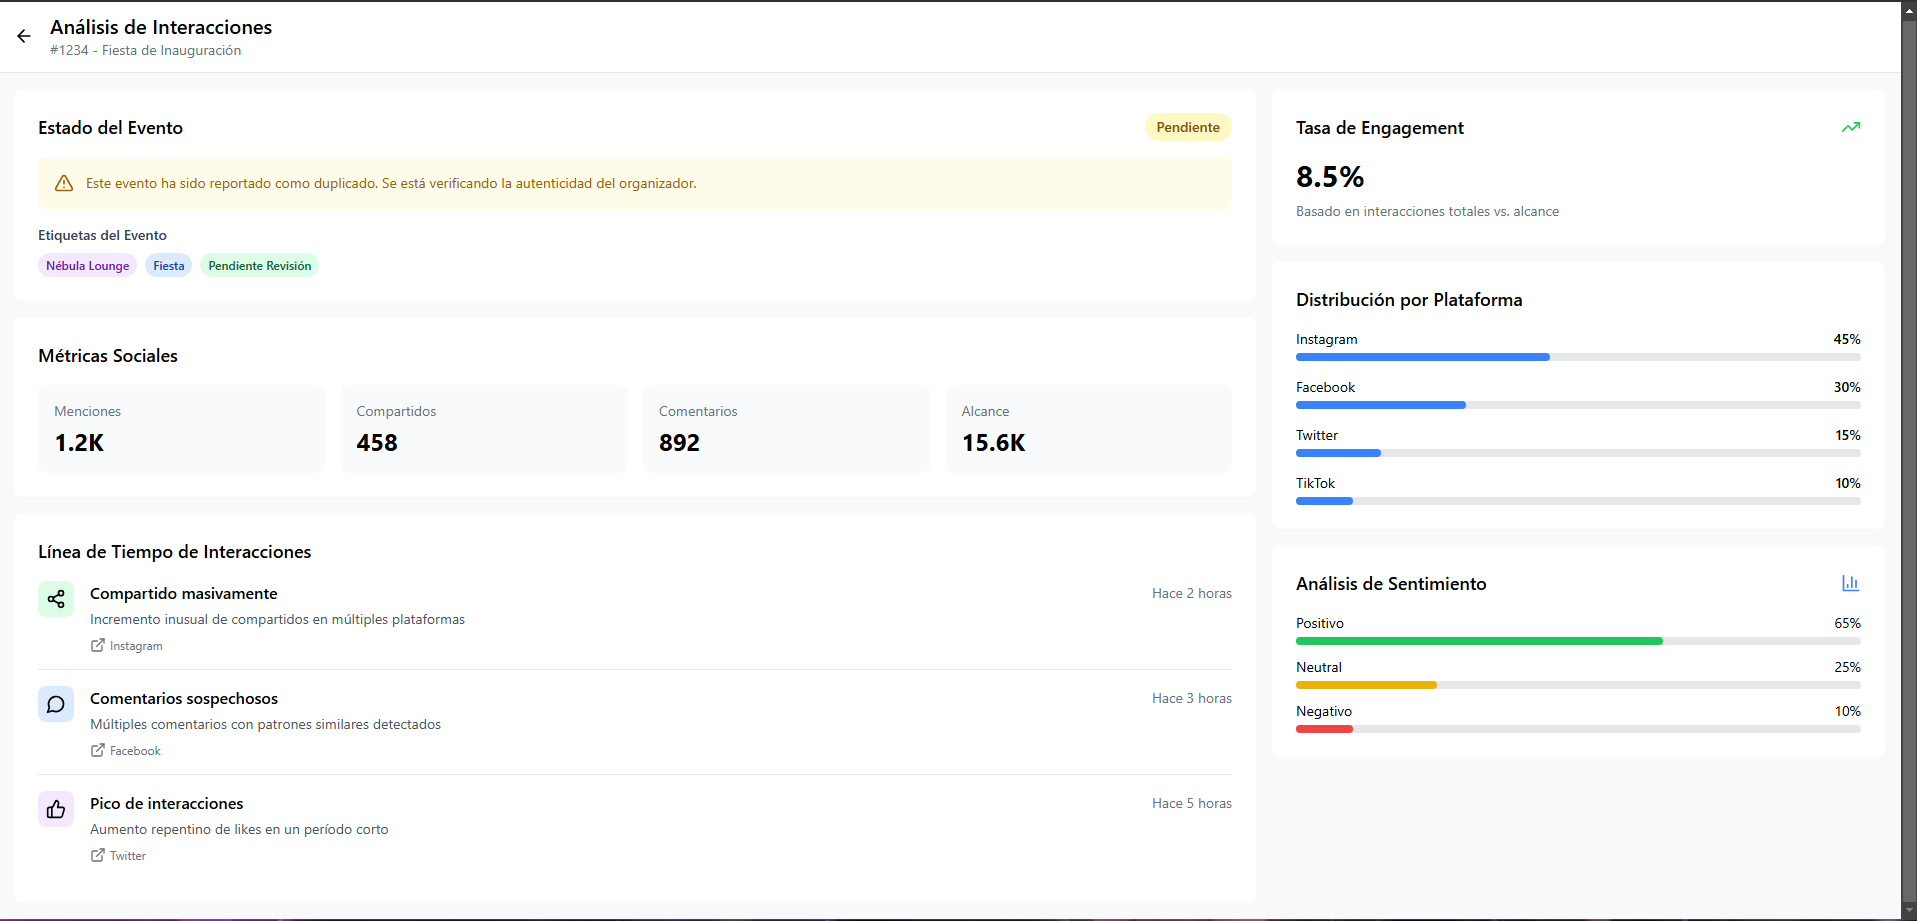 Análisis de Interacciones
#1234 - Fiesta de Inauguración
Estado del Evento
Pendiente
Este evento ha sido reportado como duplicado. Se está verificando la autenticidad del organizador.
Etiquetas del Evento
Nébula Lounge Fiesta Pendiente Revisión
Métricas Sociales
Menciones
1.2K
Compartidos
458
Comentarios
892
Alcance
15.6K
Línea de Tiempo de Interacciones
Compartido masivamente
Hace 2 horas
Incremento inusual de compartidos en múltiples plataformas
Instagram
Comentarios sospechosos
Hace 3 horas
Múltiples comentarios con patrones similares detectados
Facebook
Pico de interacciones
Hace 5 horas
Aumento repentino de likes en un período corto
Twitter
Tasa de Engagement
8.5%
Basado en interacciones totales vs. alcance
Distribución por Plataforma
Instagram 45%
Facebook 30%
Twitter 15%
TikTok 10%
Análisis de Sentimiento
Positivo 65%
Neutral 25%
Negativo 10%